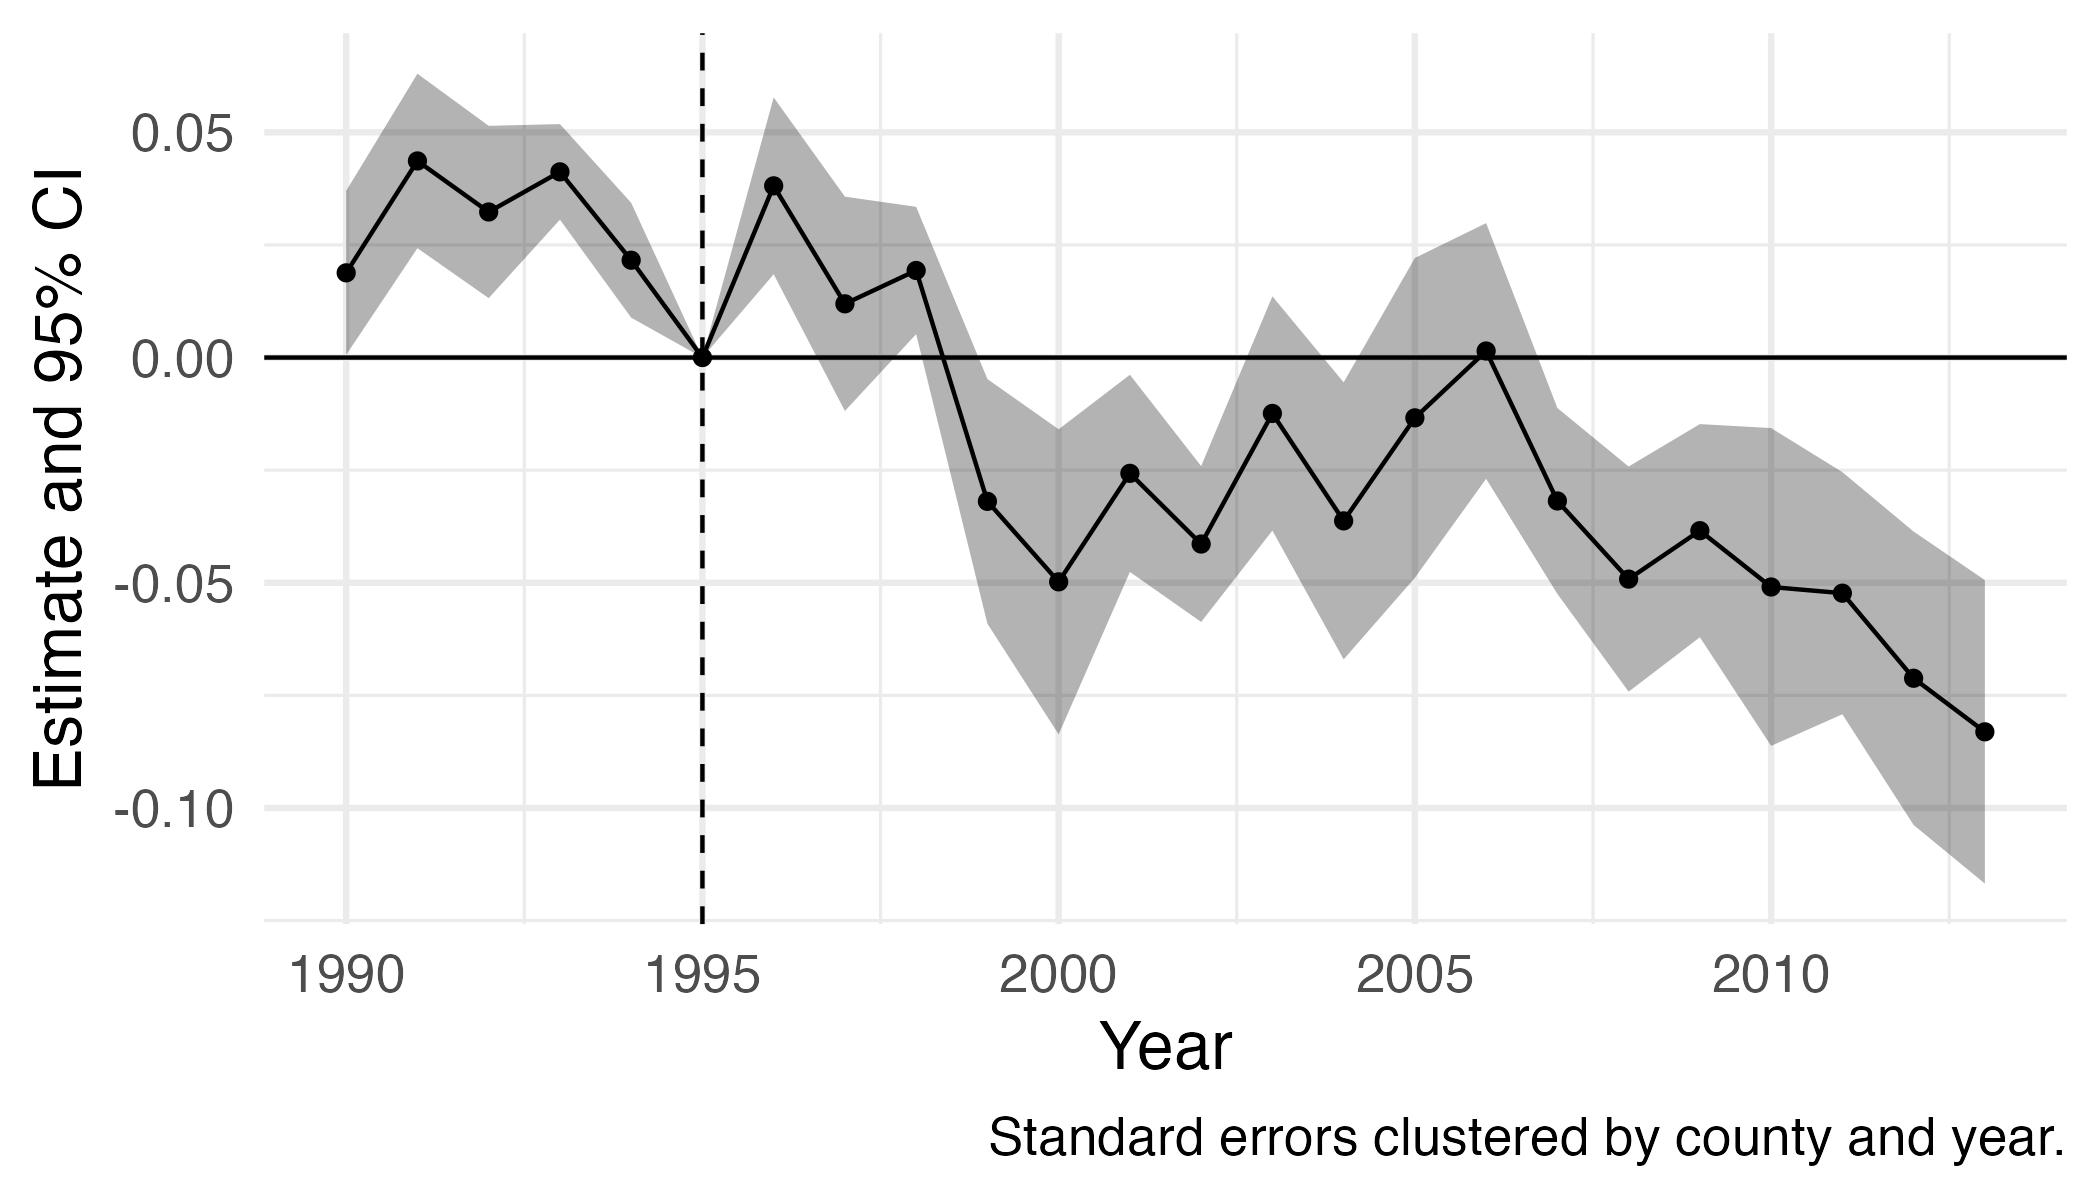 Estimate and 95% CI
0.05
0.00
-0.05
-0.10
1990 1995 2000 2005 2010
Year
Standard errors clustered by county and year.